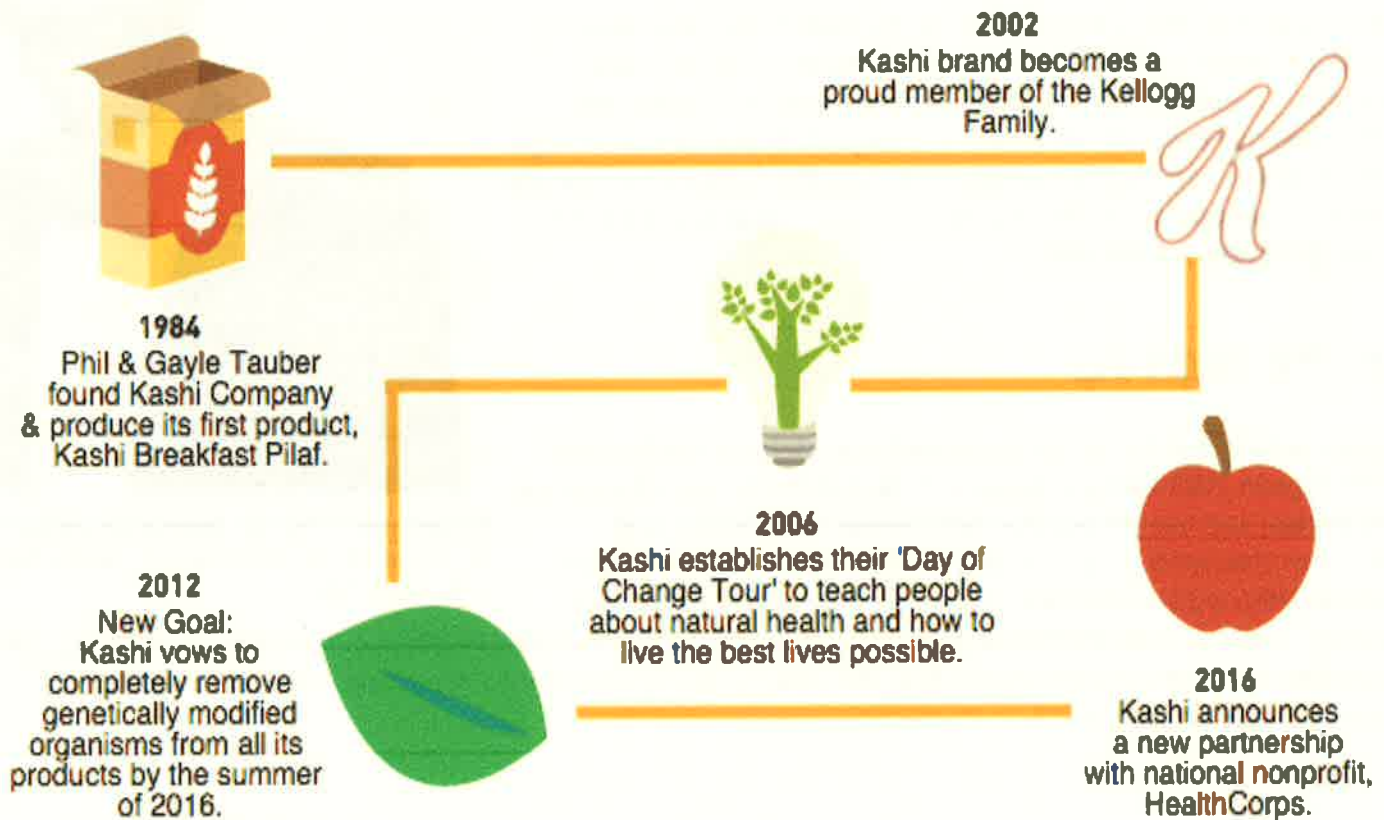 1984
Phil & Gayle Tauber
found Kashi Company
& produce its first product,
Kashi Breakfast Pilaf.
2002
Kashi brand becomes a
proud member of the Kellogg
Family.
K
2006
Kashi establishes their 'Day of
Change Tour' to teach people
about natural health and how to
live the best lives possible.
2012
New Goal:
Kashi vows to
completely remove
genetically modified
organisms from all its
products by the summer
of 2016.
2016
Kashi announces
a new partnership
with national nonprofit,
HealthCorps.